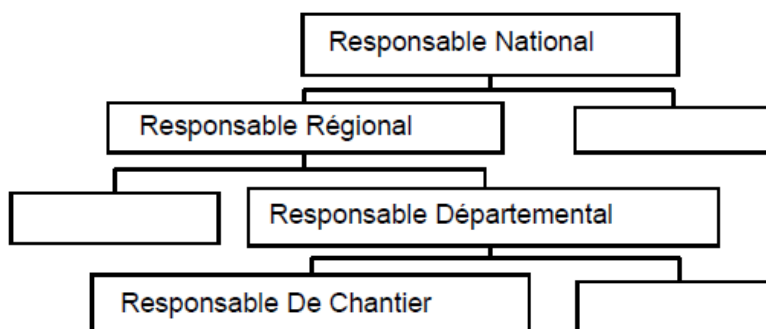 Responsable National
Responsable Régional
Responsable Départemental
Responsable De Chantier